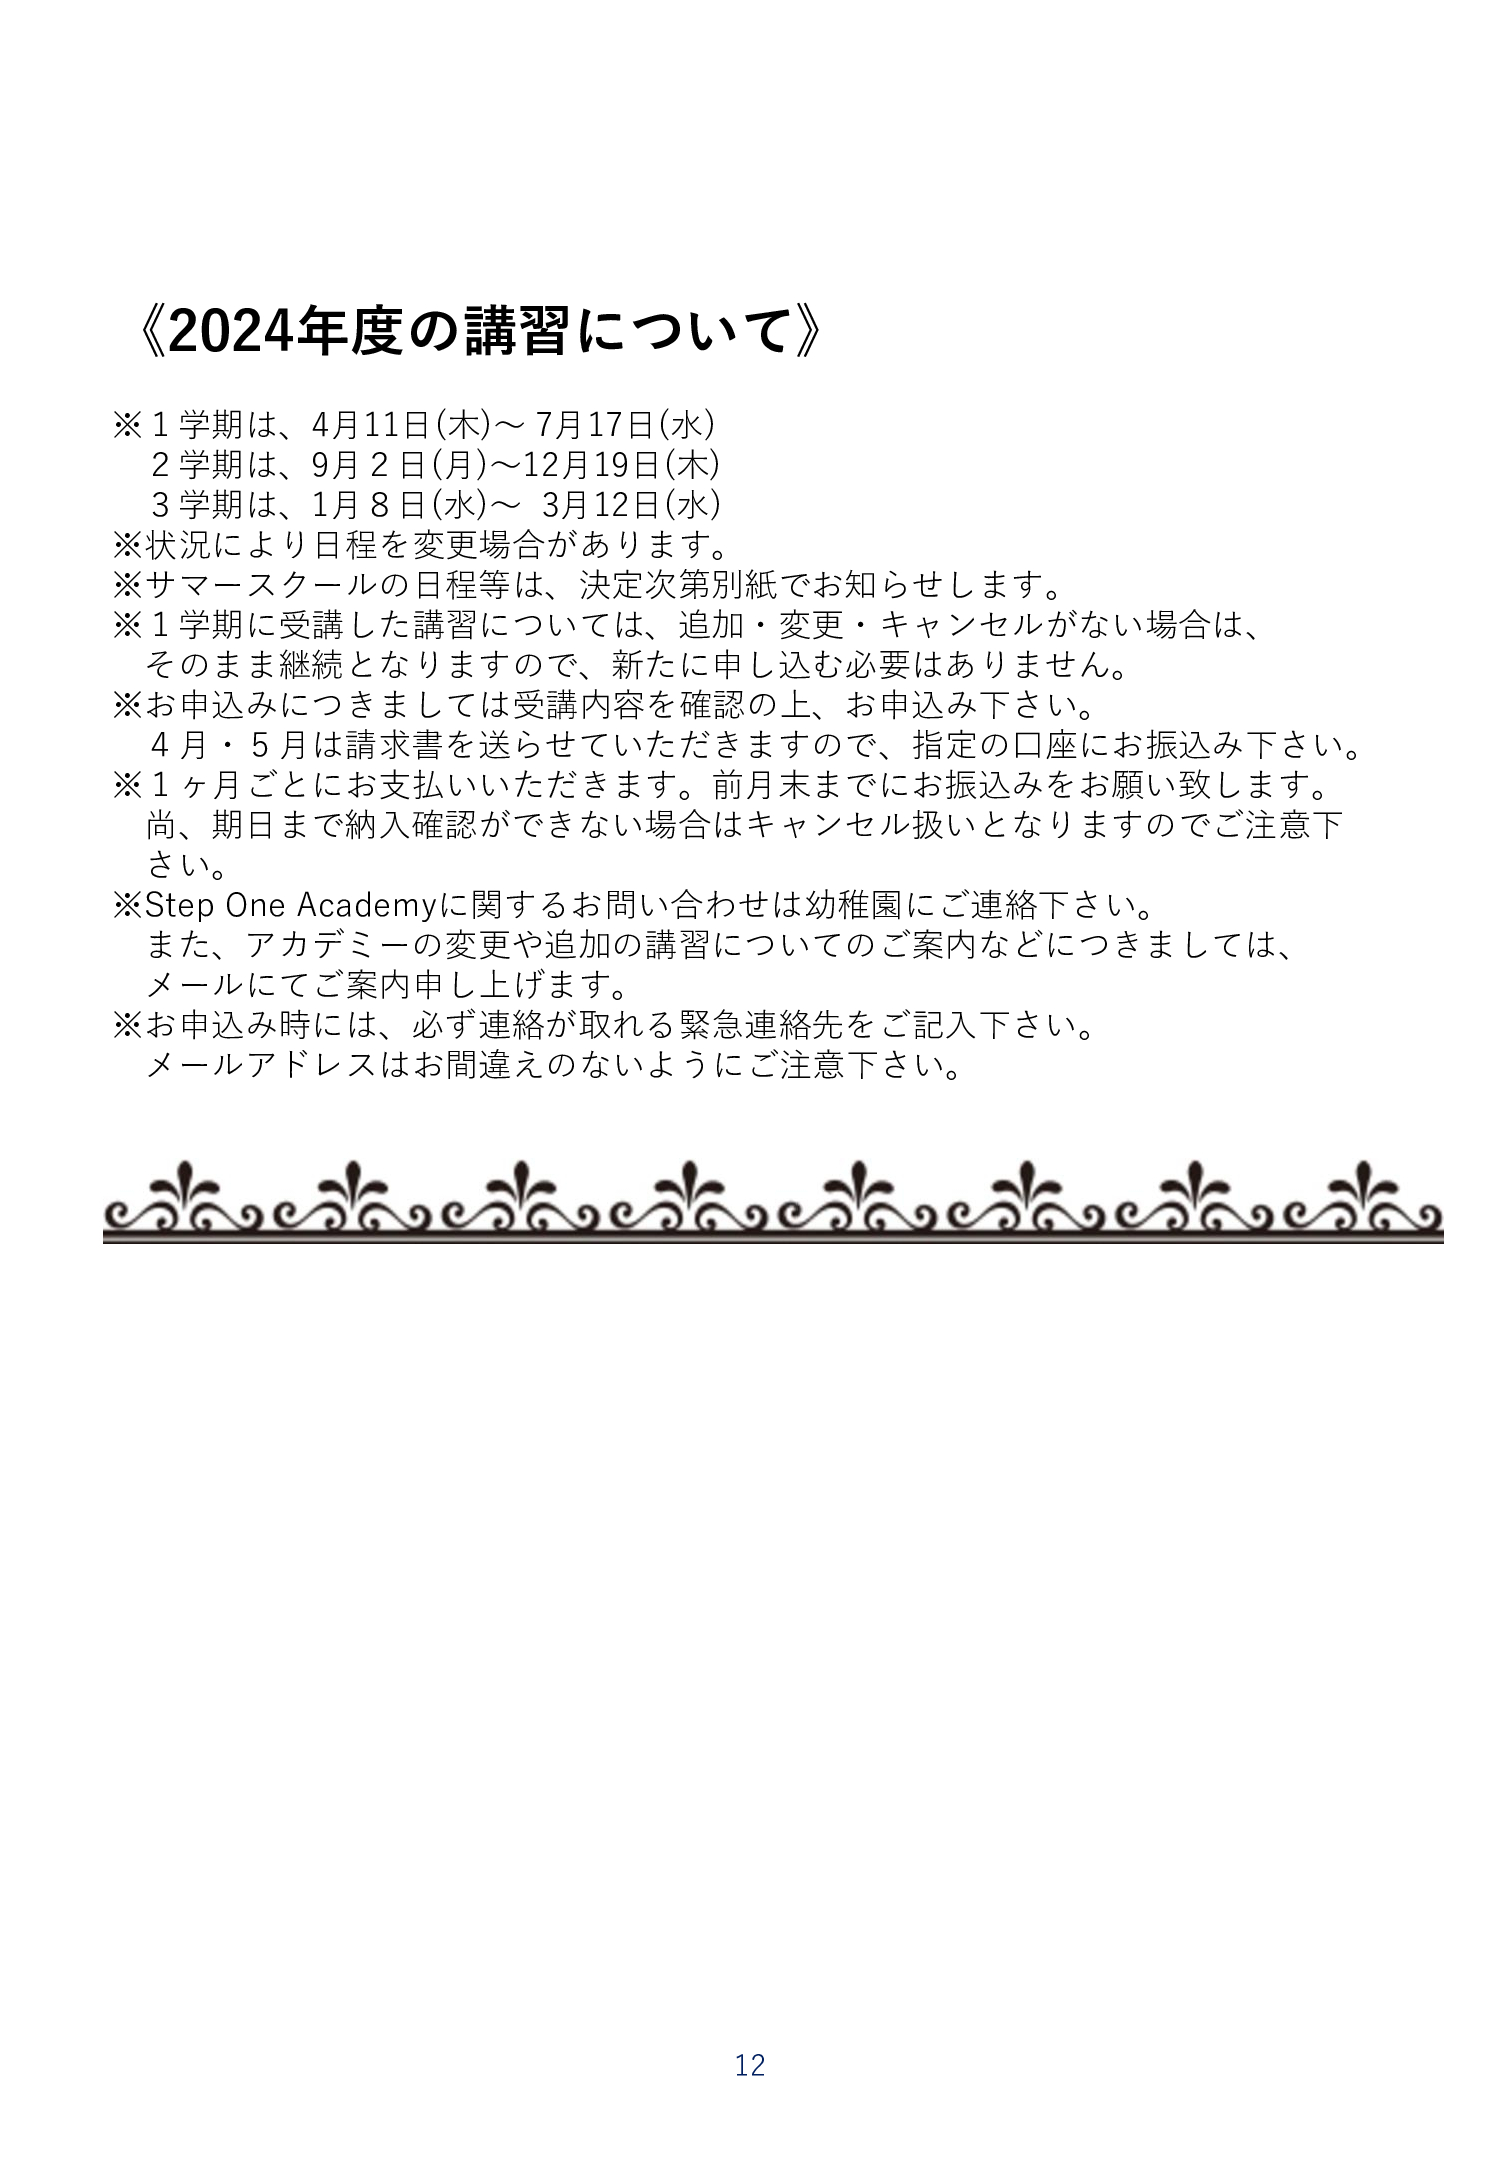 《2024年度の講習について》
※１学期は、4月11日(木)～ 7月17日(水)
２学期は、9月２日(月)～12月19日(木)
３学期は、1月８日(水)～ 3月12日(水)
※状況により日程を変更場合があります。
※サマースクールの日程等は、決定次第別紙でお知らせします。
※１学期に受講した講習については、追加・変更・キャンセルがない場合は、
そのまま継続となりますので、新たに申し込む必要はありません。
※お申込みにつきましては受講内容を確認の上、お申込み下さい。
４月・５月は請求書を送らせていただきますので、指定の口座にお振込み下さい。
※１ヶ月ごとにお支払いいただきます。前月末までにお振込みをお願い致します。
尚、期日まで納入確認ができない場合はキャンセル扱いとなりますのでご注意下
さい。
※Step One Academyに関するお問い合わせは幼稚園にご連絡下さい。
また、アカデミーの変更や追加の講習についてのご案内などにつきましては、
メールにてご案内申し上げます。
※お申込み時には、必ず連絡が取れる緊急連絡先をご記入下さい。
メールアドレスはお間違えのないようにご注意下さい。
12